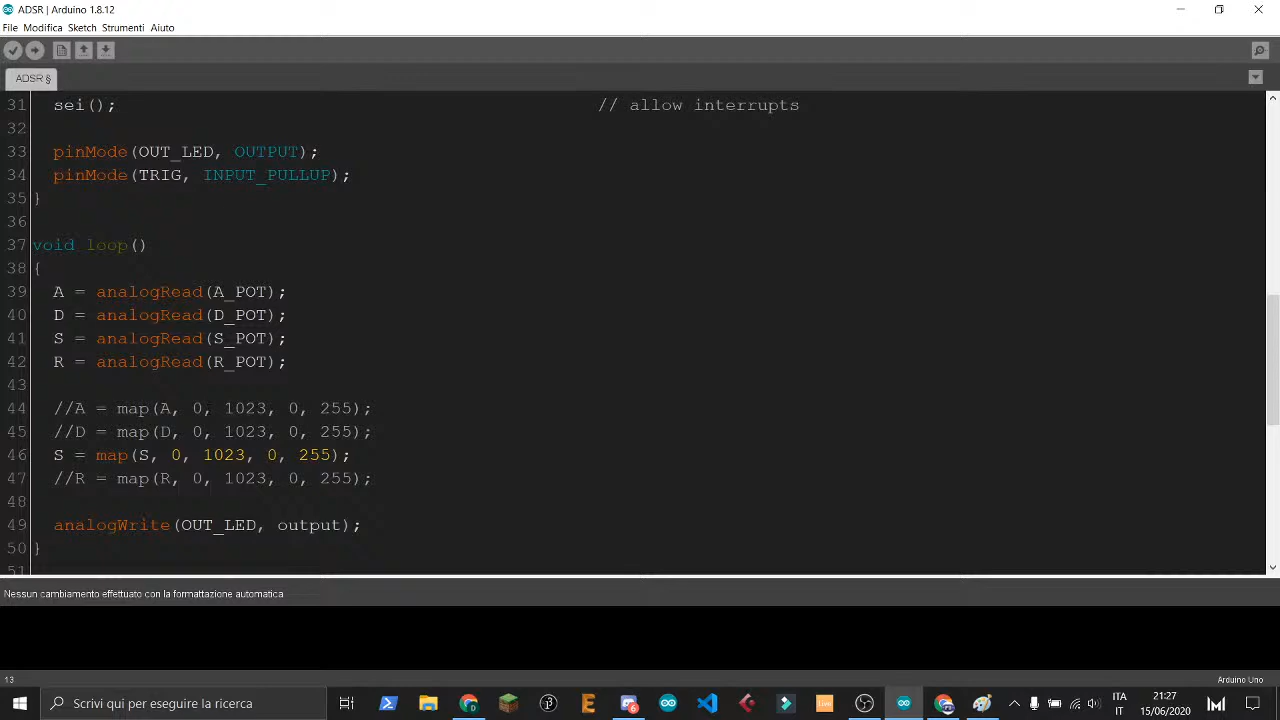 ADSR | Arduino 1.8.12
File Modifica Sketch Strumenti Aiuto
ADSR §
31 sei(); // allow interrupts
32
33 pinMode(OUT_LED, OUTPUT);
34 pinMode(TRIG, INPUT_PULLUP);
35 }
36
37 void loop()
38 {
39 A = analogRead(A_POT);
40 D = analogRead(D_POT);
41 S = analogRead(S_POT);
42 R = analogRead(R_POT);
43
44 //A = map(A, 0, 1023, 0, 255);
45 //D = map(D, 0, 1023, 0, 255);
46 S = map(S, 0, 1023, 0, 255);
47 //R = map(R, 0, 1023, 0, 255);
48
49 analogWrite(OUT_LED, output);
50 }
51
Nessun cambiamento effettuato con la formattazione automatica
13 Arduino Uno
Scrivi qui per eseguire la ricerca
ITA 21:27
IT 15/06/2020